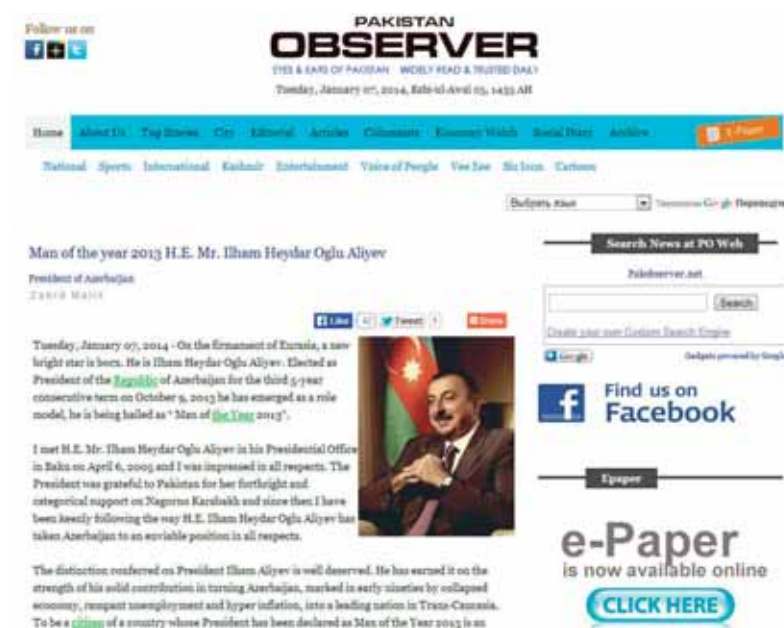 Follow us on
PAKISTAN
OBSERVER
EYES & EARS OF PAKISTAN WIDELY READ & TRUSTED DAILY
Tuesday, January 07, 2014, Rabi-ul-Awal 05, 1435 AH
Home About Us Top Stories City Editorial Articles Columnists Economy Watch Social Diary Archive E-Paper
National Sports International Kashmir Entertainment Voice of People Vee Zee Cartoon
Выбрать язык
Search News at PO Web
Pakobserver.net
Search
Create your own Custom Search Engine
Google Gadgets powered by Google
Man of the year 2013 H.E. Mr. Ilham Heydar Oglu Aliyev
President of Azerbaijan
Zahid Malik
Like Tweet Share
Tuesday, January 07, 2014 - On the firmament of Eurasia, a new
bright star is born. He is Ilham Heydar Oglu Aliyev. Elected as
President of the Republic of Azerbaijan for the third 5-year
consecutive term on October 9, 2013 he has emerged as a role
model, he is being hailed as " Man of the Year 2013".
I met H.E. Mr. Ilham Heydar Oglu Aliyev in his Presidential Office
in Baku on April 6, 2005 and I was impressed in all respects. The
President was grateful to Pakistan for her forthright and
categorical support on Nagorno Karabakh and since then I have
been keenly following the way H.E. Ilham Heydar Oglu Aliyev has
taken Azerbaijan to an enviable position in all respects.
The distinction conferred on President Ilham Aliyev is well deserved. He has earned it on the
strength of his solid contribution in turning Azerbaijan, marked in early nineties by collapsed
economy, rampant unemployment and hyper inflation, into a leading nation in Trans-Caucasia.
To be a citizen of a country whose President has been declared as Man of the Year 2013 is an
Find us on
Facebook
Epaper
e-Paper
is now available online
CLICK HERE